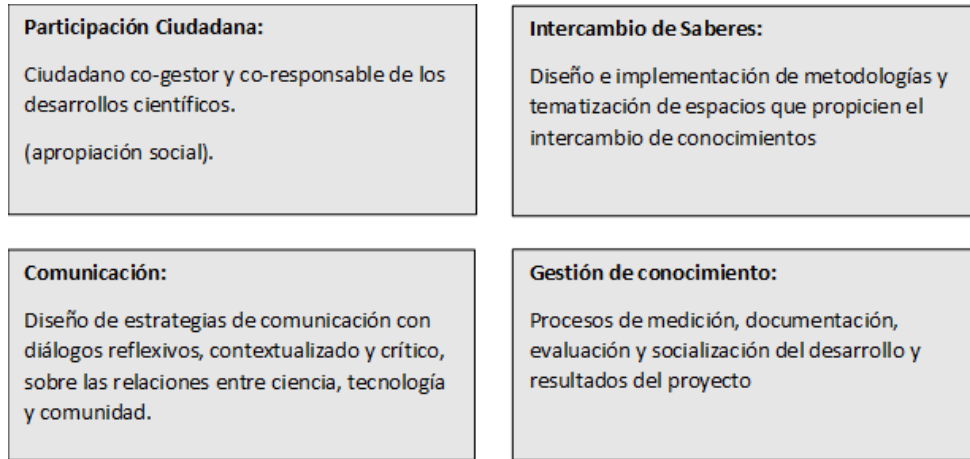 Participación Ciudadana:
Ciudadano co-gestor y co-responsable de los
desarrollos científicos.
(apropiación social).
Intercambio de Saberes:
Diseño e implementación de metodologías y
tematización de espacios que propicien el
intercambio de conocimientos
Comunicación:
Diseño de estrategias de comunicación con
diálogos reflexivos, contextualizado y crítico,
sobre las relaciones entre ciencia, tecnología
y comunidad.
Gestión de conocimiento:
Procesos de medición, documentación,
evaluación y socialización del desarrollo y
resultados del proyecto